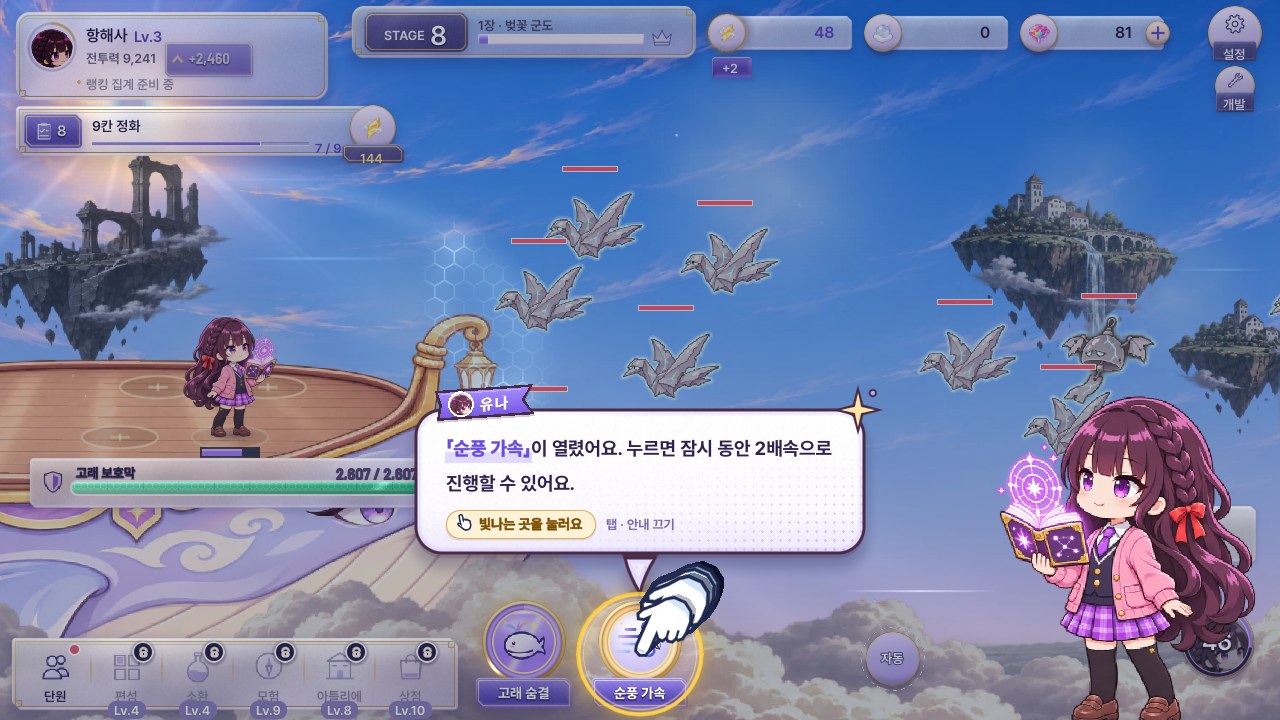 항해사 Lv.3
전투력 9,241
+2,460
랭킹 집계 준비 중
STAGE 8
1장 · 벚꽃 군도
48
+2
0
81
설정
개발
8
9칸 정화
7 / 9
144
고래 보호막
2,607 / 2,607
유나
「순풍 가속」이 열렸어요. 누르면 잠시 동안 2배속으로
진행할 수 있어요.
빛나는 곳을 눌러요
탭 · 안내 끄기
단원
편성
Lv.4
소환
Lv.4
모험
Lv.9
아틀리에
Lv.8
상점
Lv.10
고래 숨결
순풍 가속
자동